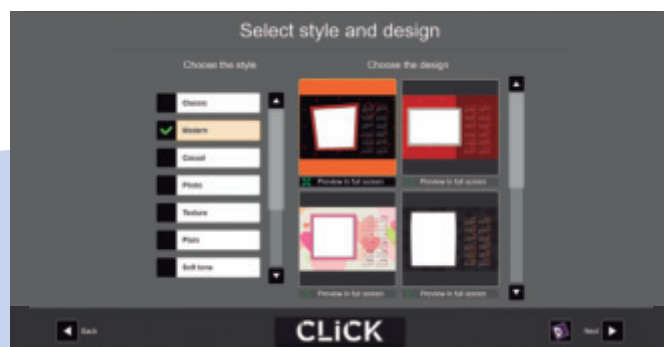 Select style and design
Choose the style
Choose the design
Classic
Modern
Casual
Photo
Texture
Plain
Soft tone
Preview in full screen
Preview in full screen
Preview in full screen
Preview in full screen
Back
CLiCK
Next